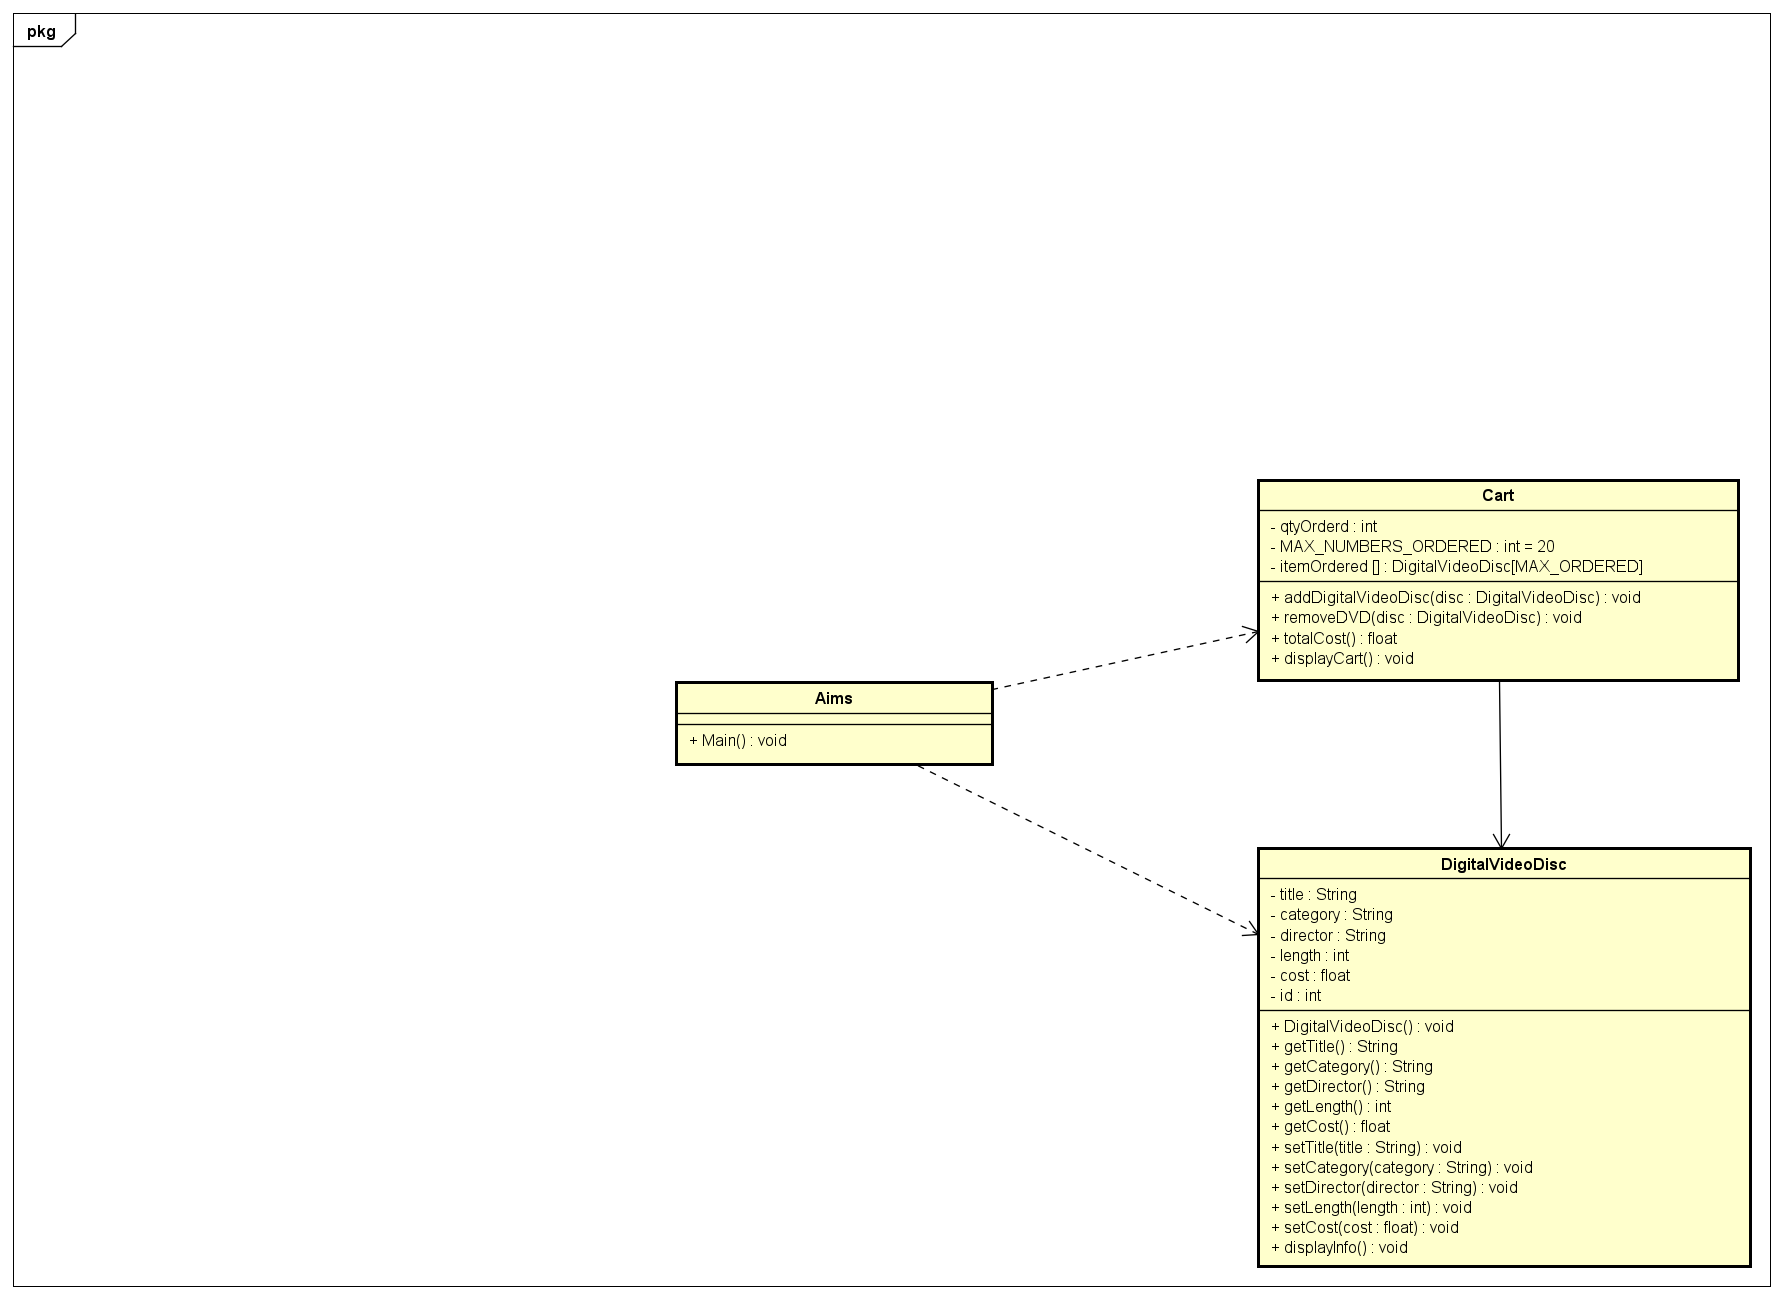 pkg
Cart
- qtyOrderd : int
- MAX_NUMBERS_ORDERED : int = 20
- itemOrdered [] : DigitalVideoDisc[MAX_ORDERED]
+ addDigitalVideoDisc(disc : DigitalVideoDisc) : void
+ removeDVD(disc : DigitalVideoDisc) : void
+ totalCost() : float
+ displayCart() : void
Aims
+ Main() : void
DigitalVideoDisc
- title : String
- category : String
- director : String
- length : int
- cost : float
- id : int
+ DigitalVideoDisc() : void
+ getTitle() : String
+ getCategory() : String
+ getDirector() : String
+ getLength() : int
+ getCost() : float
+ setTitle(title : String) : void
+ setCategory(category : String) : void
+ setDirector(director : String) : void
+ setLength(length : int) : void
+ setCost(cost : float) : void
+ displayInfo() : void